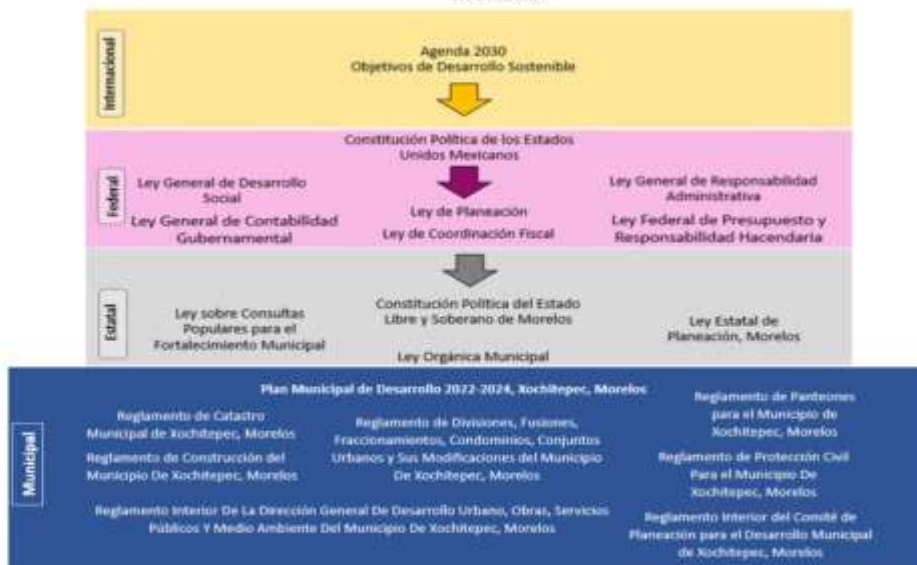 Internacional
Agenda 2030
Objetivos de Desarrollo Sostenible
Federal
Constitución Política de los Estados
Unidos Mexicanos
Ley General de Desarrollo
Social
Ley General de Contabilidad
Gubernamental
Ley de Planeación
Ley de Coordinación Fiscal
Ley General de Responsabilidad
Administrativa
Ley Federal de Presupuesto y
Responsabilidad Hacendaria
Estatal
Ley sobre Consultas
Populares para el
Fortalecimiento Municipal
Constitución Política del Estado
Libre y Soberano de Morelos
Ley Orgánica Municipal
Ley Estatal de
Planeación, Morelos
Municipal
Plan Municipal de Desarrollo 2022-2024, Xochitepec, Morelos
Reglamento de Catastro
Municipal de Xochitepec, Morelos
Reglamento de Construcción del
Municipio De Xochitepec, Morelos
Reglamento de Divisiones, Fusiones,
Fraccionamientos, Condominios, Conjuntos
Urbanos y Sus Modificaciones del Municipio
De Xochitepec, Morelos
Reglamento Interior De La Dirección General De Desarrollo Urbano, Obras, Servicios
Públicos Y Medio Ambiente Del Municipio De Xochitepec, Morelos
Reglamento de Panteones
para el Municipio de
Xochitepec, Morelos
Reglamento de Protección Civil
Para el Municipio De
Xochitepec, Morelos
Reglamento Interior del Comité de
Planeación para el Desarrollo Municipal
de Xochitepec, Morelos